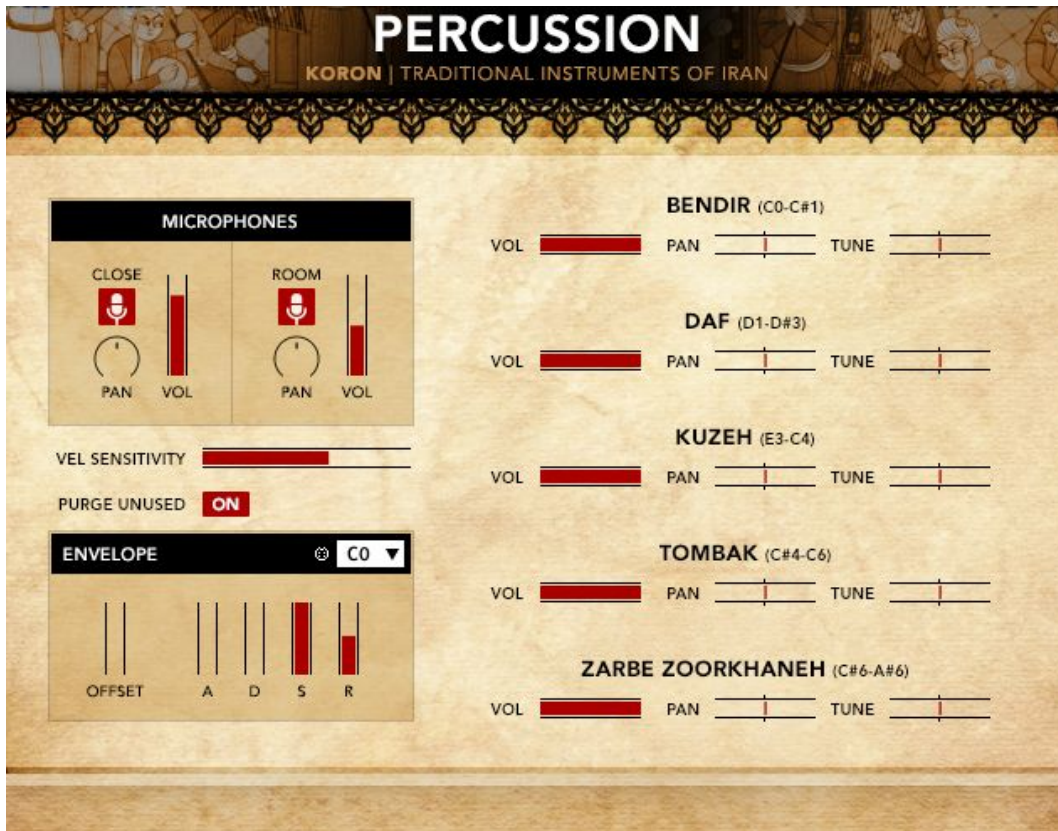 PERCUSSION
KORON | TRADITIONAL INSTRUMENTS OF IRAN
MICROPHONES
CLOSE
ROOM
PAN VOL
PAN VOL
VEL SENSITIVITY
PURGE UNUSED ON
ENVELOPE C0
OFFSET A D S R
BENDIR (C0-C#1)
VOL PAN TUNE
DAF (D1-D#3)
VOL PAN TUNE
KUZEH (E3-C4)
VOL PAN TUNE
TOMBAK (C#4-C6)
VOL PAN TUNE
ZARBE ZOORKHANEH (C#6-A#6)
VOL PAN TUNE